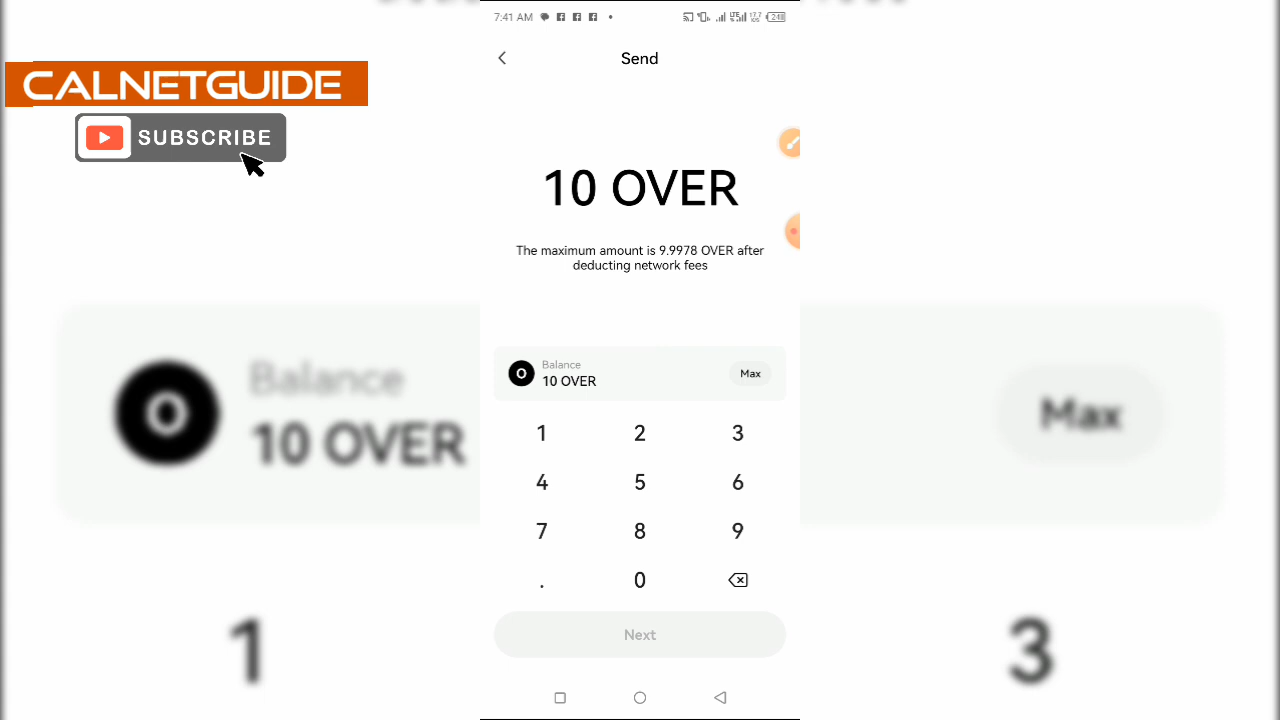 CALNETGUIDE
SUBSCRIBE
7:41 AM
Send
10 OVER
The maximum amount is 9.9978 OVER after
deducting network fees
Balance
10 OVER
Max
1 2 3
4 5 6
7 8 9
. 0
Next
Balance
10 OVER
Max
1
3